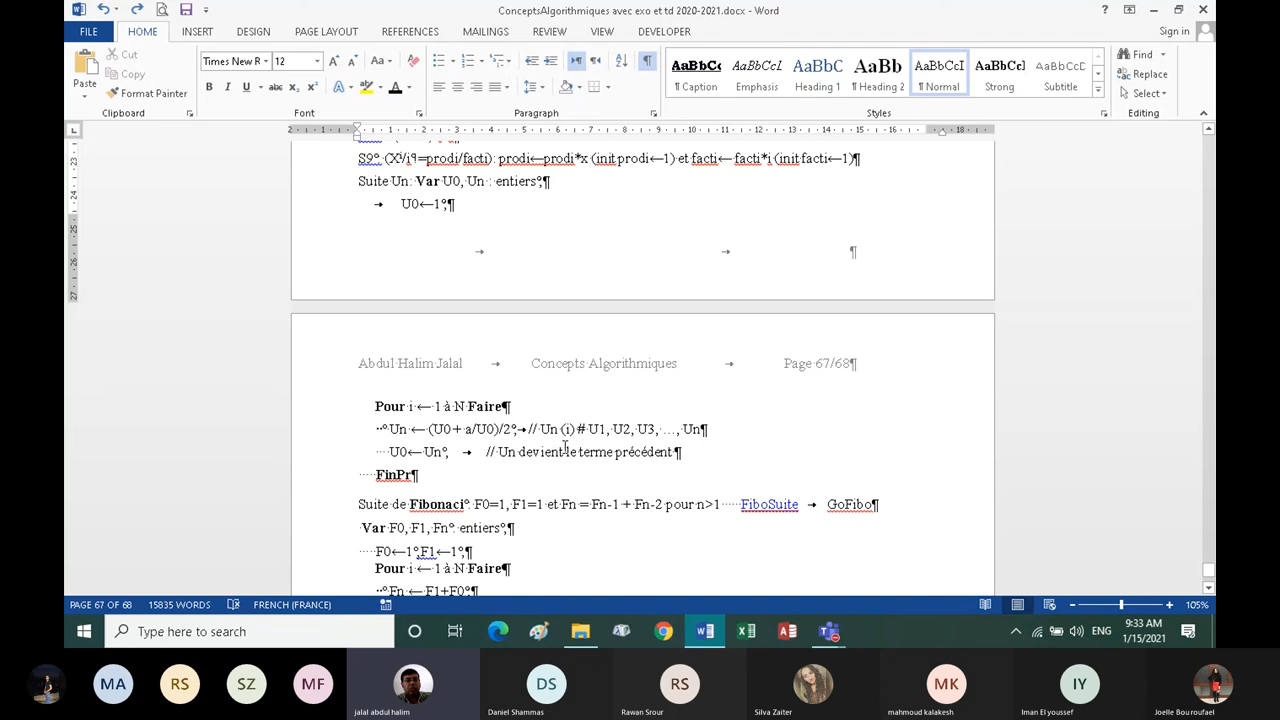 ConceptsAlgorithmiques avec exo et td 2020-2021.docx - Word
FILE HOME INSERT DESIGN PAGE LAYOUT REFERENCES MAILINGS REVIEW VIEW DEVELOPER Sign in
Paste
Cut
Copy
Format Painter
Clipboard
Times New R 12
Font
Paragraph
AaBbCc AaBbCcL AaBbC AaBb AaBbCcI AaBbCcI AaBbCcD
Caption Emphasis Heading 1 Heading 2 Normal Strong Subtitle
Styles
Find
Replace
Select
Editing
S9 : (X^i/i!=prodi/facti): prodi←prodi*x (init prodi←1) et facti← facti*i (init facti←1)¶
Suite Un: Var U0, Un : entiers ;¶
U0←1 ;¶
Abdul Halim Jalal → Concepts Algorithmiques → Page 67/68¶
Pour i ← 1 à N Faire¶
Un ← (U0 + a/U0)/2 ; → // Un (i) # U1, U2, U3, …, Un¶
U0←Un ; → // Un devient le terme précédent ¶
FinPr¶
Suite de Fibonaci : F0=1, F1=1 et Fn = Fn-1 + Fn-2 pour n>1 FiboSuite → GoFibo¶
Var F0, F1, Fn : entiers ;¶
F0←1 ;F1←1 ;¶
Pour i ← 1 à N Faire¶
Fn ← F1+F0 ;¶
PAGE 67 OF 68 15835 WORDS FRENCH (FRANCE) 105%
Type here to search
ENG
9:33 AM
1/15/2021
MA RS SZ MF DS RS MK IY
jalal abdul halim Daniel Shammas Rawan Srour Silva Zaiter mahmoud kalakesh Iman El youssef Joelle Bou roufael